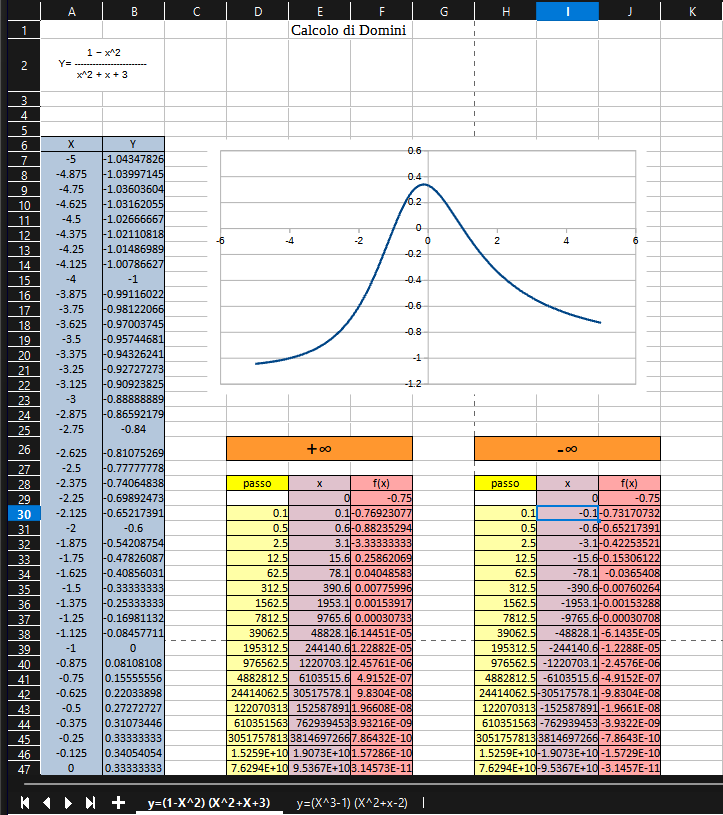 A B C D E F G H I J K
1 Calcolo di Domini
1 − x^2
2 Y= ------------------------
x^2 + x + 3
3
4
5
6 X Y 0.6
7 -5 -1.04347826
8 -4.875 -1.03997145 0.4
9 -4.75 -1.03603604
10 -4.625 -1.03162055 0.2
11 -4.5 -1.02666667
12 -4.375 -1.02110818 0
-6 -4 -2 0 2 4 6
13 -4.25 -1.01486989 -0.2
14 -4.125 -1.00786627
15 -4 -1 -0.4
16 -3.875 -0.99116022
17 -3.75 -0.98122066 -0.6
18 -3.625 -0.97003745
19 -3.5 -0.95744681 -0.8
20 -3.375 -0.94326241
21 -3.25 -0.92727273 -1
22 -3.125 -0.90923825 -1.2
23 -3 -0.88888889
24 -2.875 -0.86592179
25 -2.75 -0.84
26 -2.625 -0.81075269 +∞ -∞
27 -2.5 -0.77777778
28 -2.375 -0.74064838 passo x f(x) passo x f(x)
29 -2.25 -0.69892473 0 -0.75 0 -0.75
30 -2.125 -0.65217391 0.1 0.1 -0.76923077 0.1 -0.1 -0.73170732
31 -2 -0.6 0.5 0.6 -0.88235294 0.5 -0.6 -0.65217391
32 -1.875 -0.54208754 2.5 3.1 -3.33333333 2.5 -3.1 -0.42253521
33 -1.75 -0.47826087 12.5 15.6 0.25862069 12.5 -15.6 -0.15306122
34 -1.625 -0.40856031 62.5 78.1 0.04048583 62.5 -78.1 -0.0365408
35 -1.5 -0.33333333 312.5 390.6 0.00775996 312.5 -390.6 -0.00760264
36 -1.375 -0.25333333 1562.5 1953.1 0.00153917 1562.5 -1953.1 -0.00153288
37 -1.25 -0.16981132 7812.5 9765.6 0.00030733 7812.5 -9765.6 -0.00030708
38 -1.125 -0.08457711 39062.5 48828.1 6.14451E-05 39062.5 -48828.1 -6.1435E-05
39 -1 0 195312.5 244140.6 1.22882E-05 195312.5 -244140.6 -1.2288E-05
40 -0.875 0.08108108 976562.5 1220703.1 2.45761E-06 976562.5 -1220703.1 -2.4576E-06
41 -0.75 0.15555556 4882812.5 6103515.6 4.9152E-07 4882812.5 -6103515.6 -4.9152E-07
42 -0.625 0.22033898 24414062.5 30517578.1 9.8304E-08 24414062.5 -30517578.1 -9.8304E-08
43 -0.5 0.27272727 122070313 152587891 1.96608E-08 122070313 -152587891 -1.9661E-08
44 -0.375 0.31073446 610351563 762939453 3.93216E-09 610351563 -762939453 -3.9322E-09
45 -0.25 0.33333333 3051757813 3814697266 7.86432E-10 3051757813 3814697266 -7.8643E-10
46 -0.125 0.34054054 1.5259E+10 1.9073E+10 1.57286E-10 1.5259E+10 -1.9073E+10 -1.5729E-10
47 0 0.33333333 7.6294E+10 9.5367E+10 3.14573E-11 7.6294E+10 -9.5367E+10 -3.1457E-11
y=(1-X^2) (X^2+X+3) y=(X^3-1) (X^2+x-2)